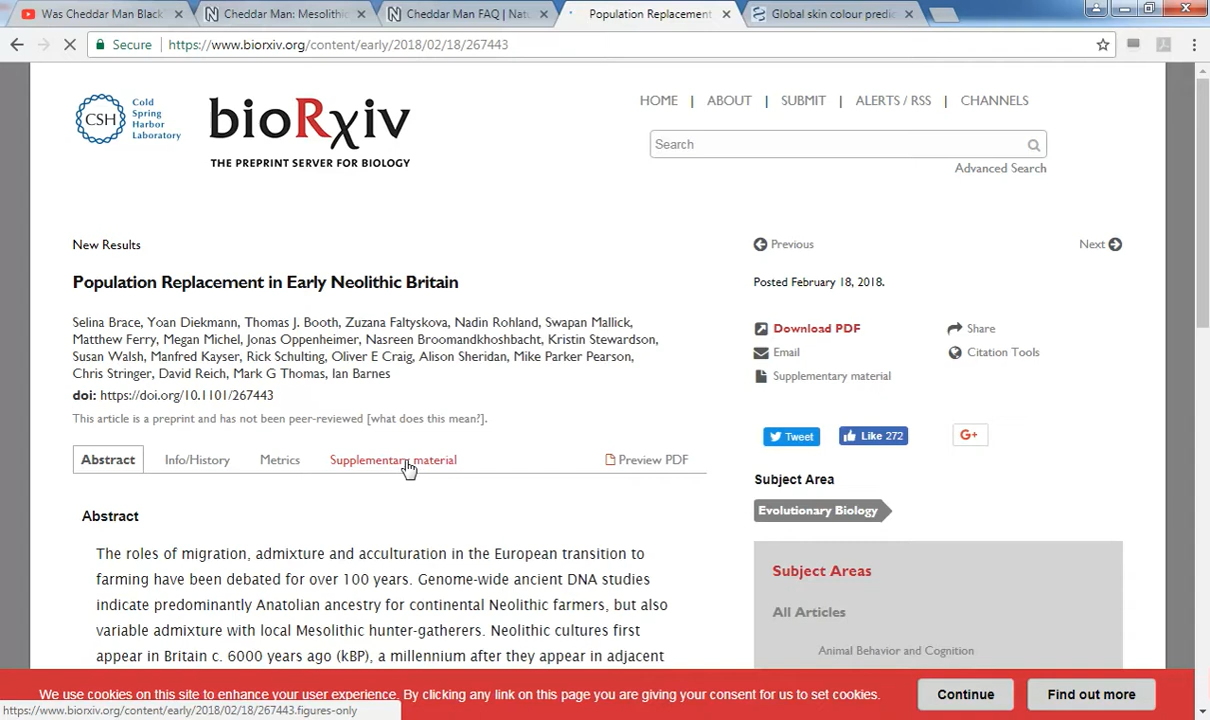 Was Cheddar Man Black
Cheddar Man: Mesolithic
Cheddar Man FAQ | Natu
Population Replacement
Global skin colour predic
Secure
https://www.biorxiv.org/content/early/2018/02/18/267443
CSH
Cold
Spring
Harbor
Laboratory
bioRχiv
THE PREPRINT SERVER FOR BIOLOGY
HOME | ABOUT | SUBMIT | ALERTS / RSS | CHANNELS
Search
Advanced Search
New Results
Previous
Next
Population Replacement in Early Neolithic Britain
Posted February 18, 2018.
Selina Brace, Yoan Diekmann, Thomas J. Booth, Zuzana Faltyskova, Nadin Rohland, Swapan Mallick,
Matthew Ferry, Megan Michel, Jonas Oppenheimer, Nasreen Broomandkhoshbacht, Kristin Stewardson,
Susan Walsh, Manfred Kayser, Rick Schulting, Oliver E Craig, Alison Sheridan, Mike Parker Pearson,
Chris Stringer, David Reich, Mark G Thomas, Ian Barnes
doi: https://doi.org/10.1101/267443
This article is a preprint and has not been peer-reviewed [what does this mean?].
Download PDF
Share
Email
Citation Tools
Supplementary material
Tweet
Like 272
G+
Abstract
Info/History
Metrics
Supplementary material
Preview PDF
Subject Area
Evolutionary Biology
Abstract
The roles of migration, admixture and acculturation in the European transition to
farming have been debated for over 100 years. Genome-wide ancient DNA studies
indicate predominantly Anatolian ancestry for continental Neolithic farmers, but also
variable admixture with local Mesolithic hunter-gatherers. Neolithic cultures first
appear in Britain c. 6000 years ago (kBP), a millennium after they appear in adjacent
Subject Areas
All Articles
Animal Behavior and Cognition
We use cookies on this site to enhance your user experience. By clicking any link on this page you are giving your consent for us to set cookies.
Continue
Find out more
https://www.biorxiv.org/content/early/2018/02/18/267443.figures-only